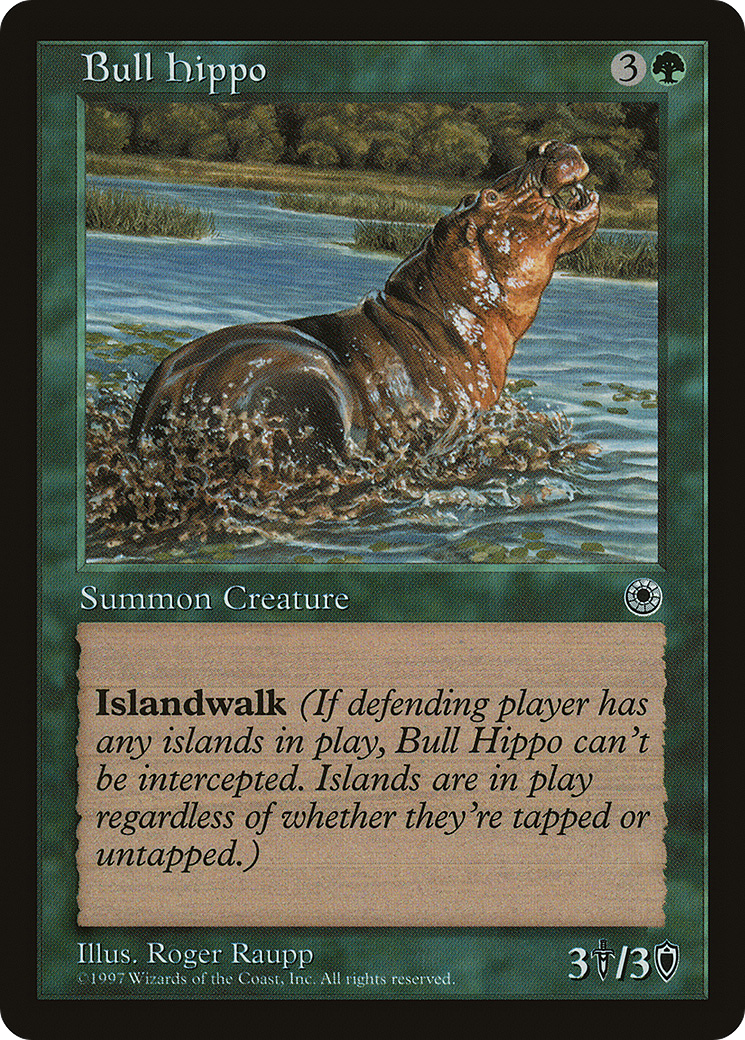 Bull Hippo 3
Summon Creature
Islandwalk (If defending player has
any islands in play, Bull Hippo can't
be intercepted. Islands are in play
regardless of whether they're tapped or
untapped.)
Illus. Roger Raupp
©1997 Wizards of the Coast, Inc. All rights reserved.
3/3